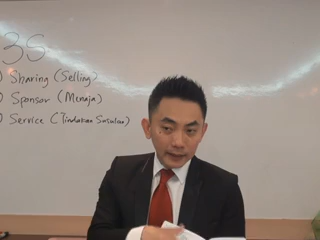 3S
) Sharing (Selling)
) Sponsor (Menaja)
) Service (Tindakan Susulan)